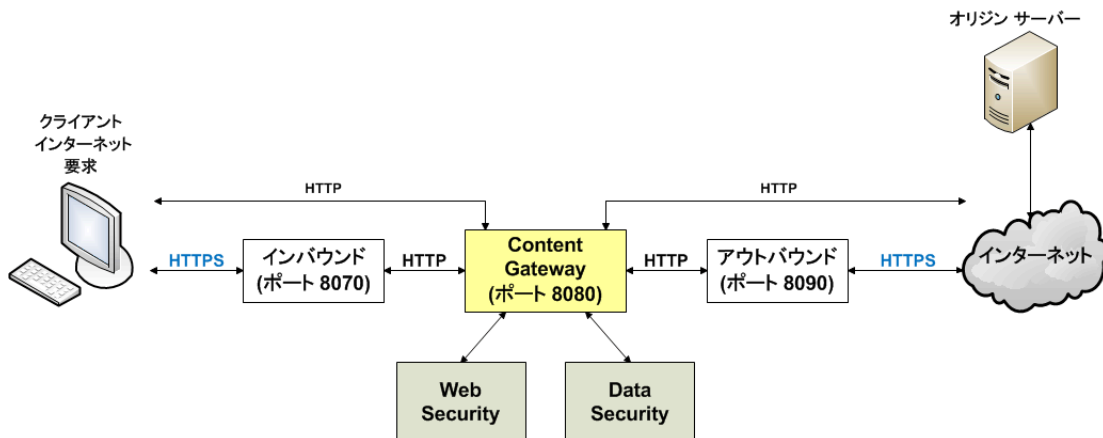 オリジン サーバー
クライアント
インターネット
要求
HTTP
HTTP
HTTPS
インバウンド
(ポート 8070)
HTTP
Content
Gateway
(ポート 8080)
HTTP
アウトバウンド
(ポート 8090)
HTTPS
インターネット
Web
Security
Data
Security